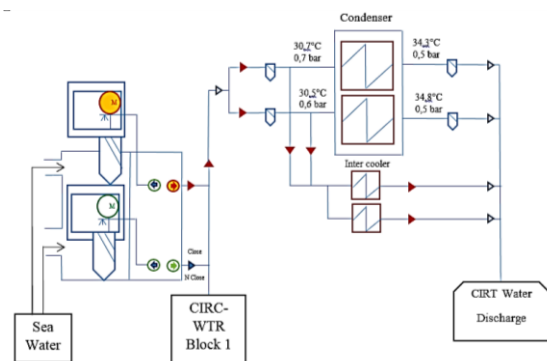 Condenser
30,7°C
0,7 bar
34,3°C
0,5 bar
30,5°C
0,6 bar
34,8°C
0,5 bar
M
Inter cooler
M
Close
N Close
Sea
Water
CIRC-
WTR
Block 1
CIRT Water
Discharge